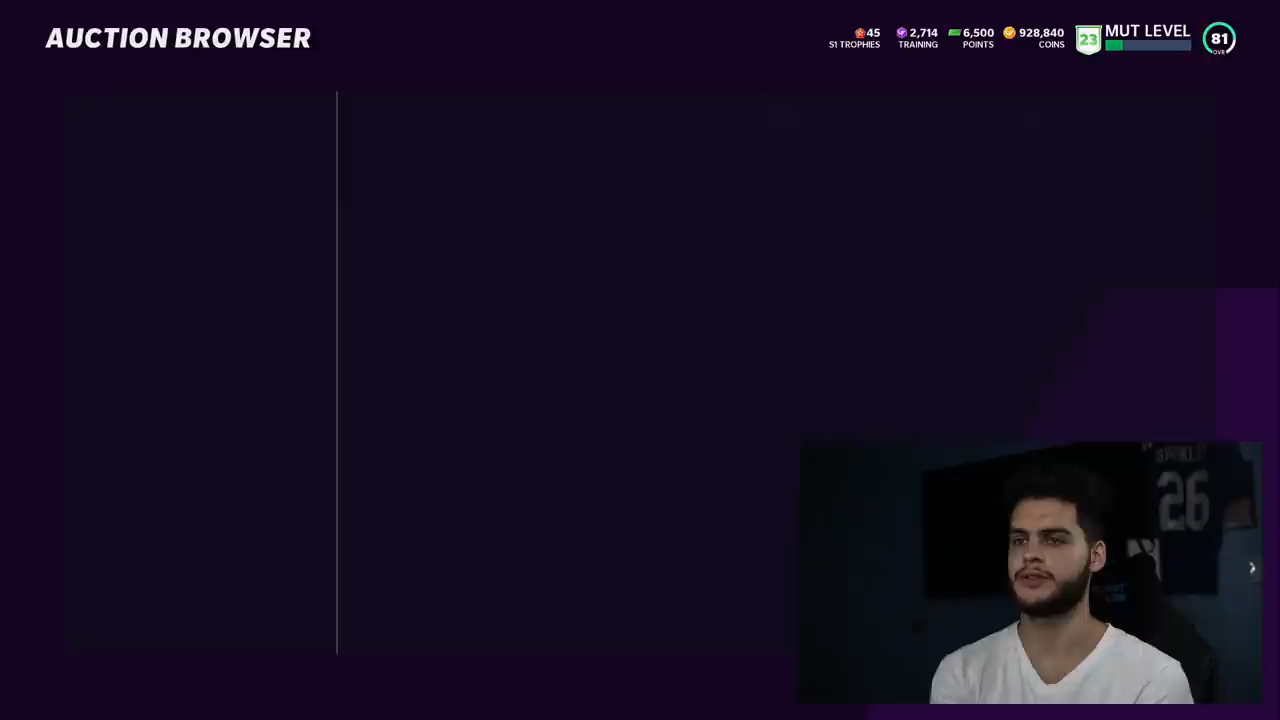 AUCTION BROWSER
45
S1 TROPHIES
2,714
TRAINING
6,500
POINTS
928,840
COINS
23
MUT LEVEL
81
OVR
26